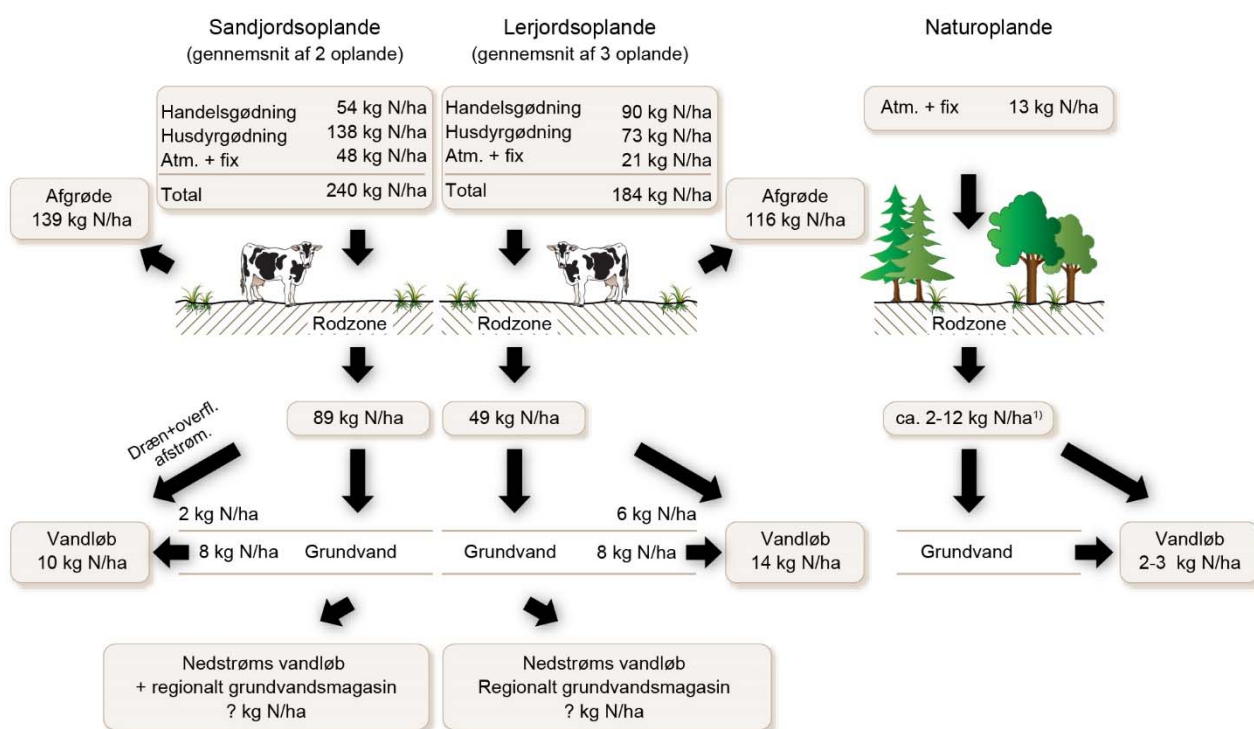 Sandjordsoplande
(gennemsnit af 2 oplande)
Handelsgødning 54 kg N/ha
Husdyrgødning 138 kg N/ha
Atm. + fix 48 kg N/ha
Total 240 kg N/ha
Afgrøde
139 kg N/ha
Rodzone
89 kg N/ha
Dræn+overfl.
afstrøm.
2 kg N/ha
8 kg N/ha
Grundvand
Vandløb
10 kg N/ha
Nedstrøms vandløb
+ regionalt grundvandsmagasin
? kg N/ha
Lerjordsoplande
(gennemsnit af 3 oplande)
Handelsgødning 90 kg N/ha
Husdyrgødning 73 kg N/ha
Atm. + fix 21 kg N/ha
Total 184 kg N/ha
Afgrøde
116 kg N/ha
Rodzone
49 kg N/ha
6 kg N/ha
Grundvand
8 kg N/ha
Vandløb
14 kg N/ha
Nedstrøms vandløb
Regionalt grundvandsmagasin
? kg N/ha
Naturoplande
Atm. + fix 13 kg N/ha
Rodzone
ca. 2-12 kg N/ha¹⁾
Grundvand
Vandløb
2-3 kg N/ha